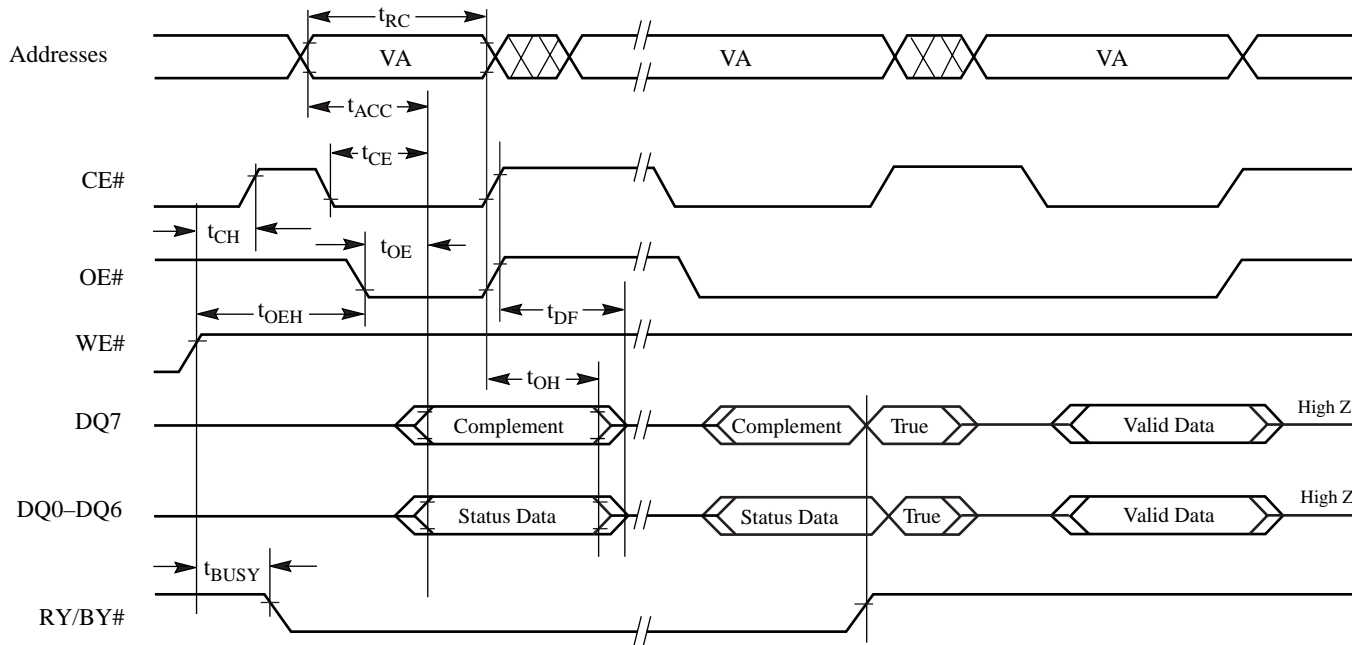 tRC
Addresses VA VA VA
tACC
tCE
CE#
tCH
tOE
OE#
tOEH
tDF
WE#
tOH
DQ7 Complement Complement True Valid Data High Z
DQ0–DQ6 Status Data Status Data True Valid Data High Z
tBUSY
RY/BY#